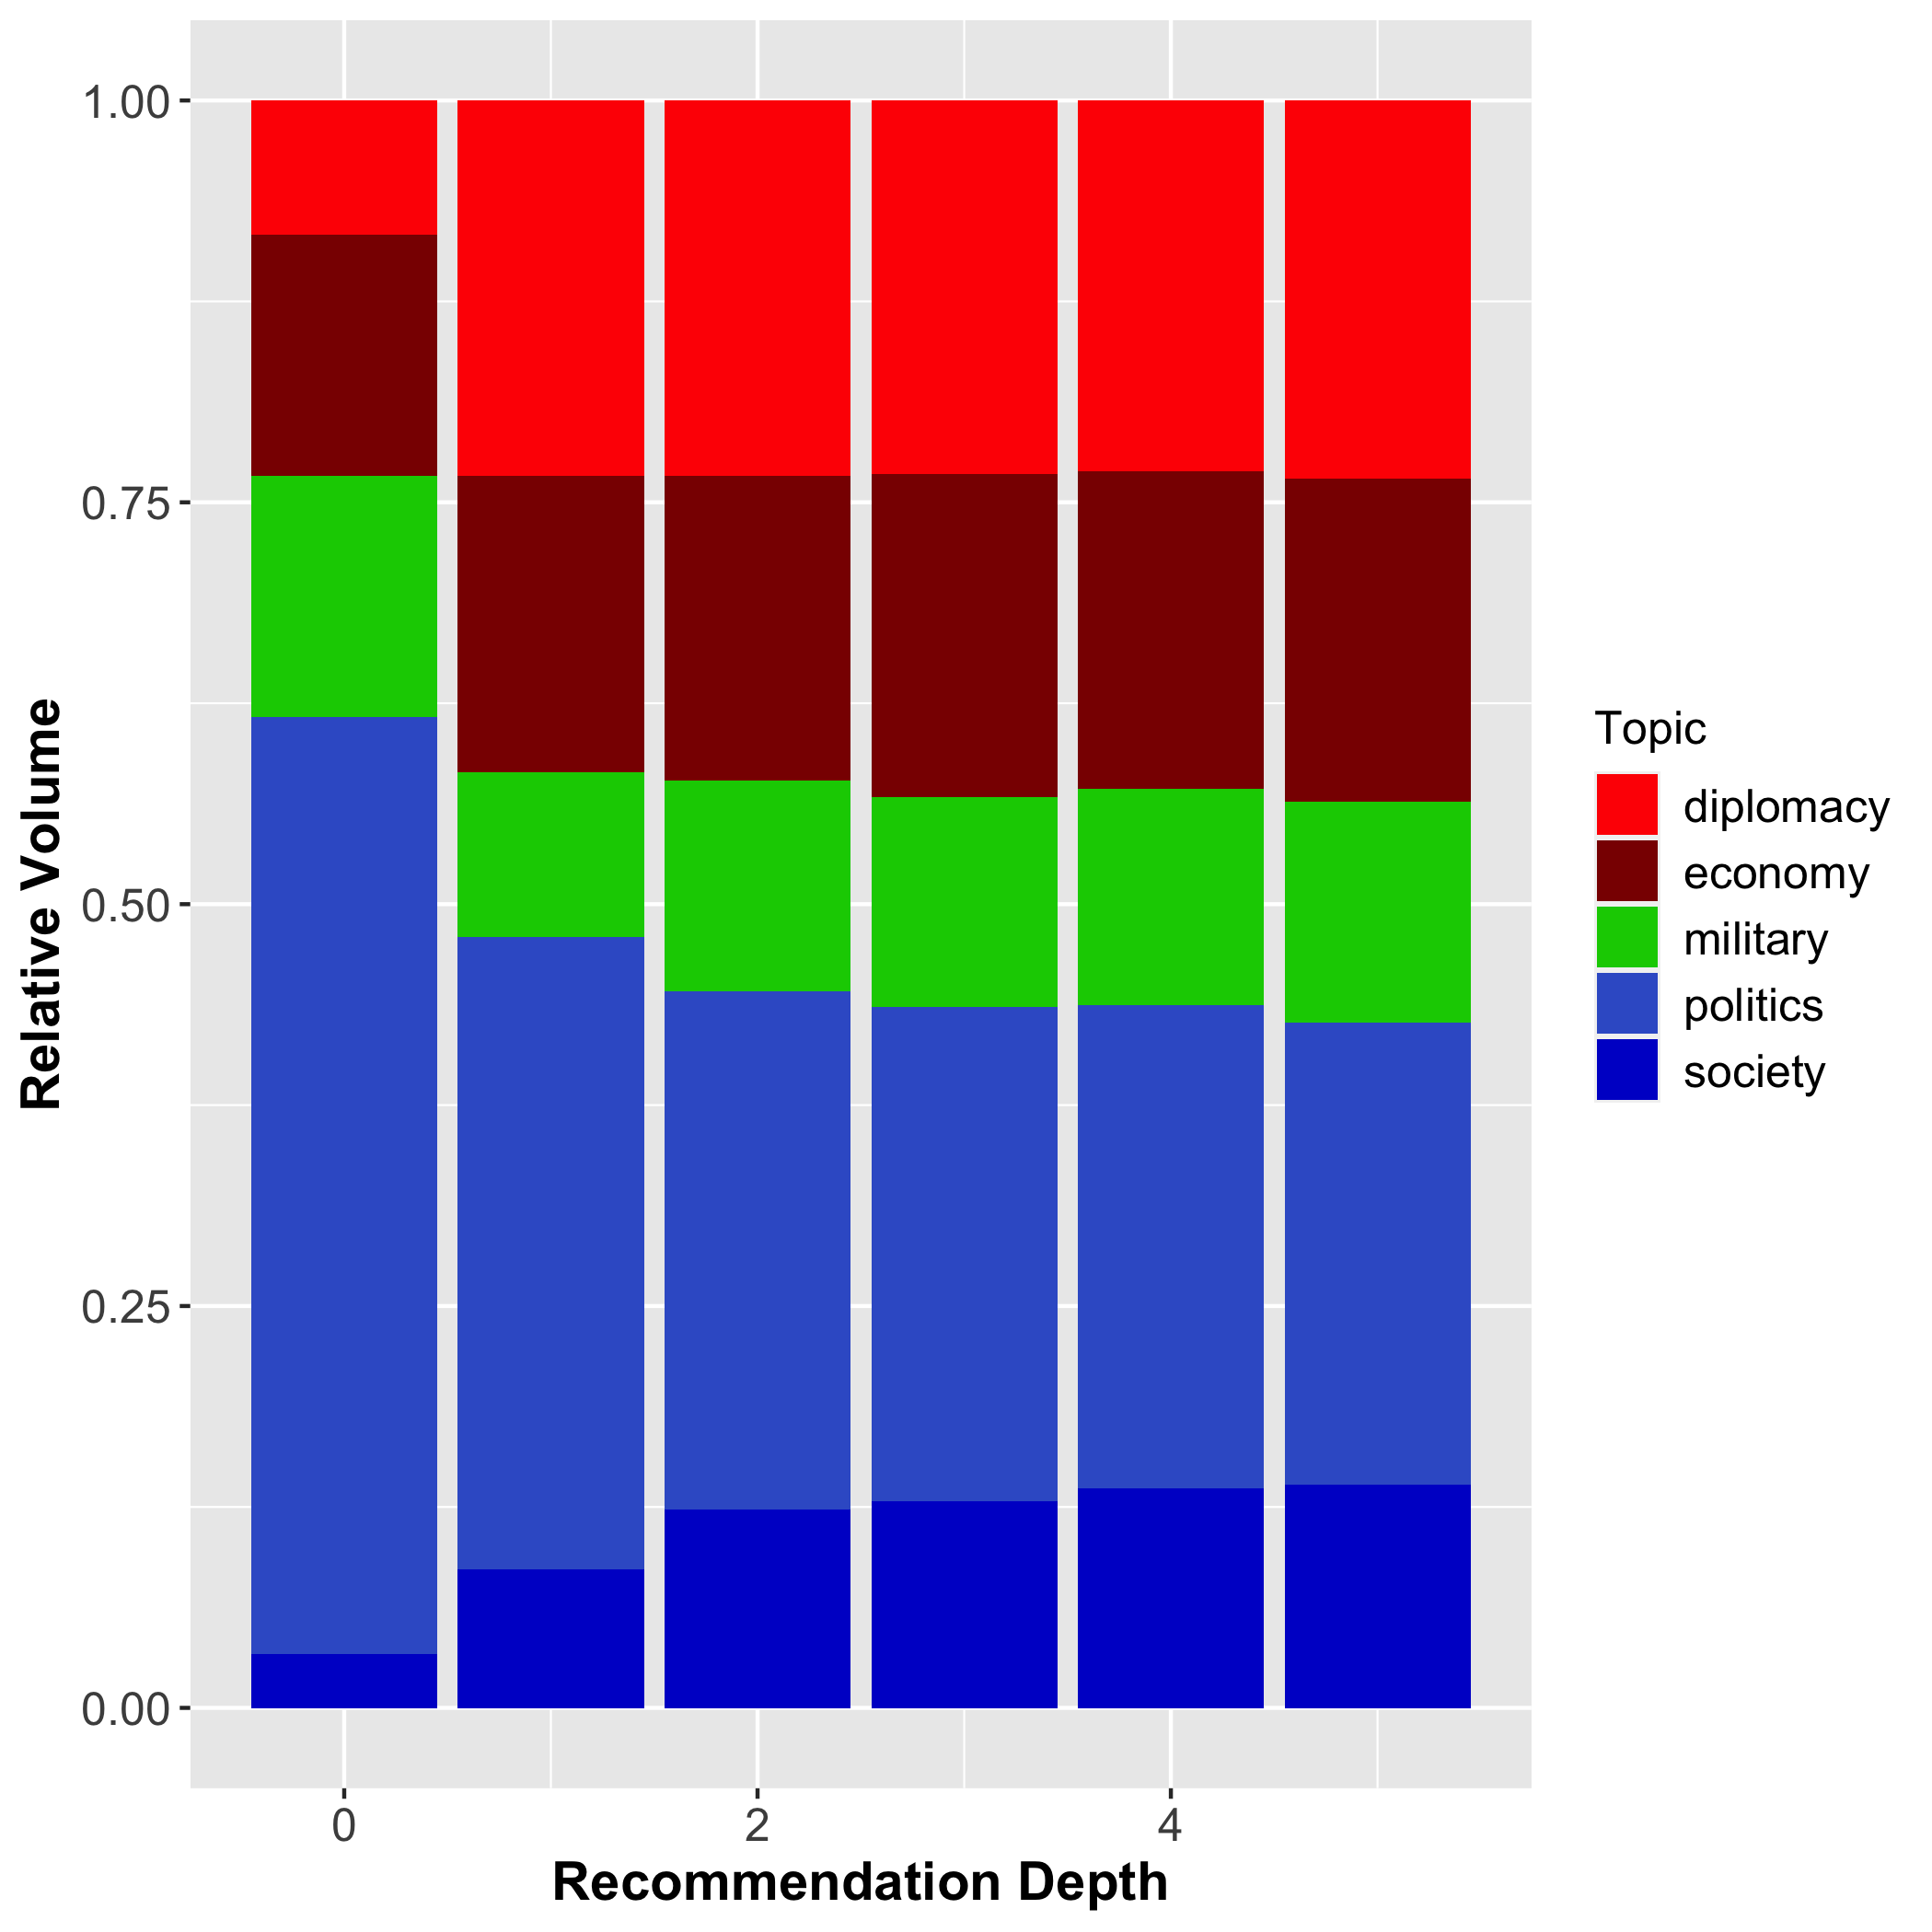 1.00
0.75
0.50
0.25
0.00
Relative Volume
0
2
4
Recommendation Depth
Topic
diplomacy
economy
military
politics
society